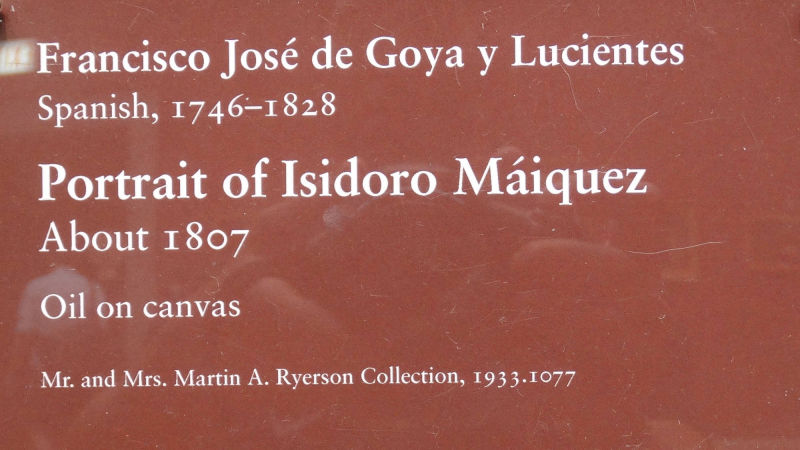 Francisco José de Goya y Lucientes
Spanish, 1746–1828
Portrait of Isidoro Máiquez
About 1807
Oil on canvas
Mr. and Mrs. Martin A. Ryerson Collection, 1933.1077